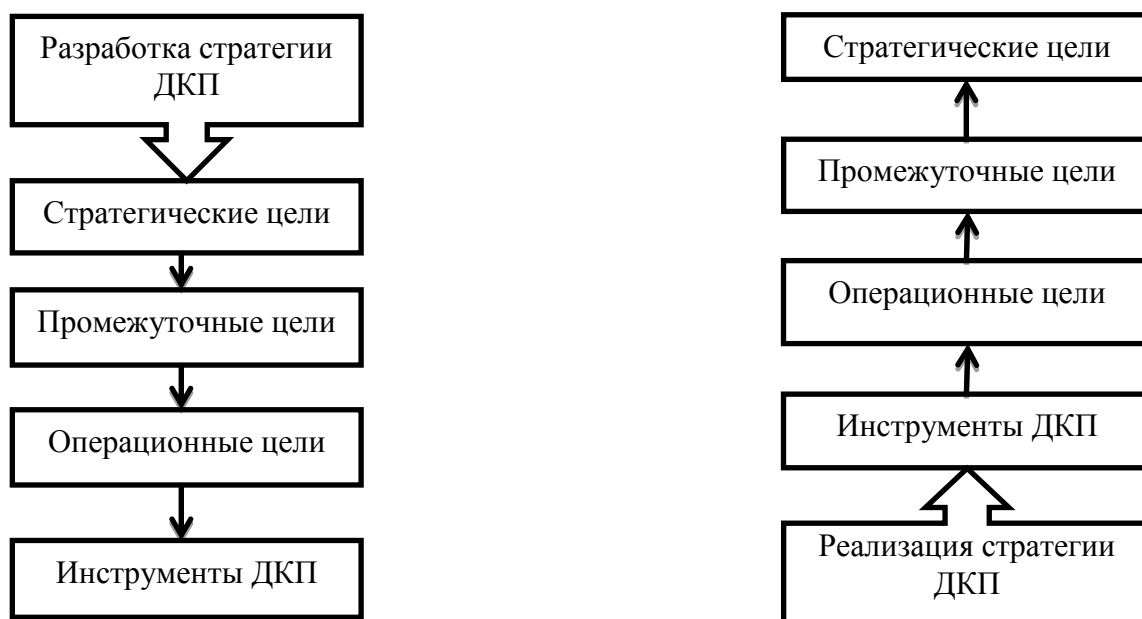 Разработка стратегии
ДКП
Стратегические цели
Промежуточные цели
Операционные цели
Инструменты ДКП
Стратегические цели
Промежуточные цели
Операционные цели
Инструменты ДКП
Реализация стратегии
ДКП